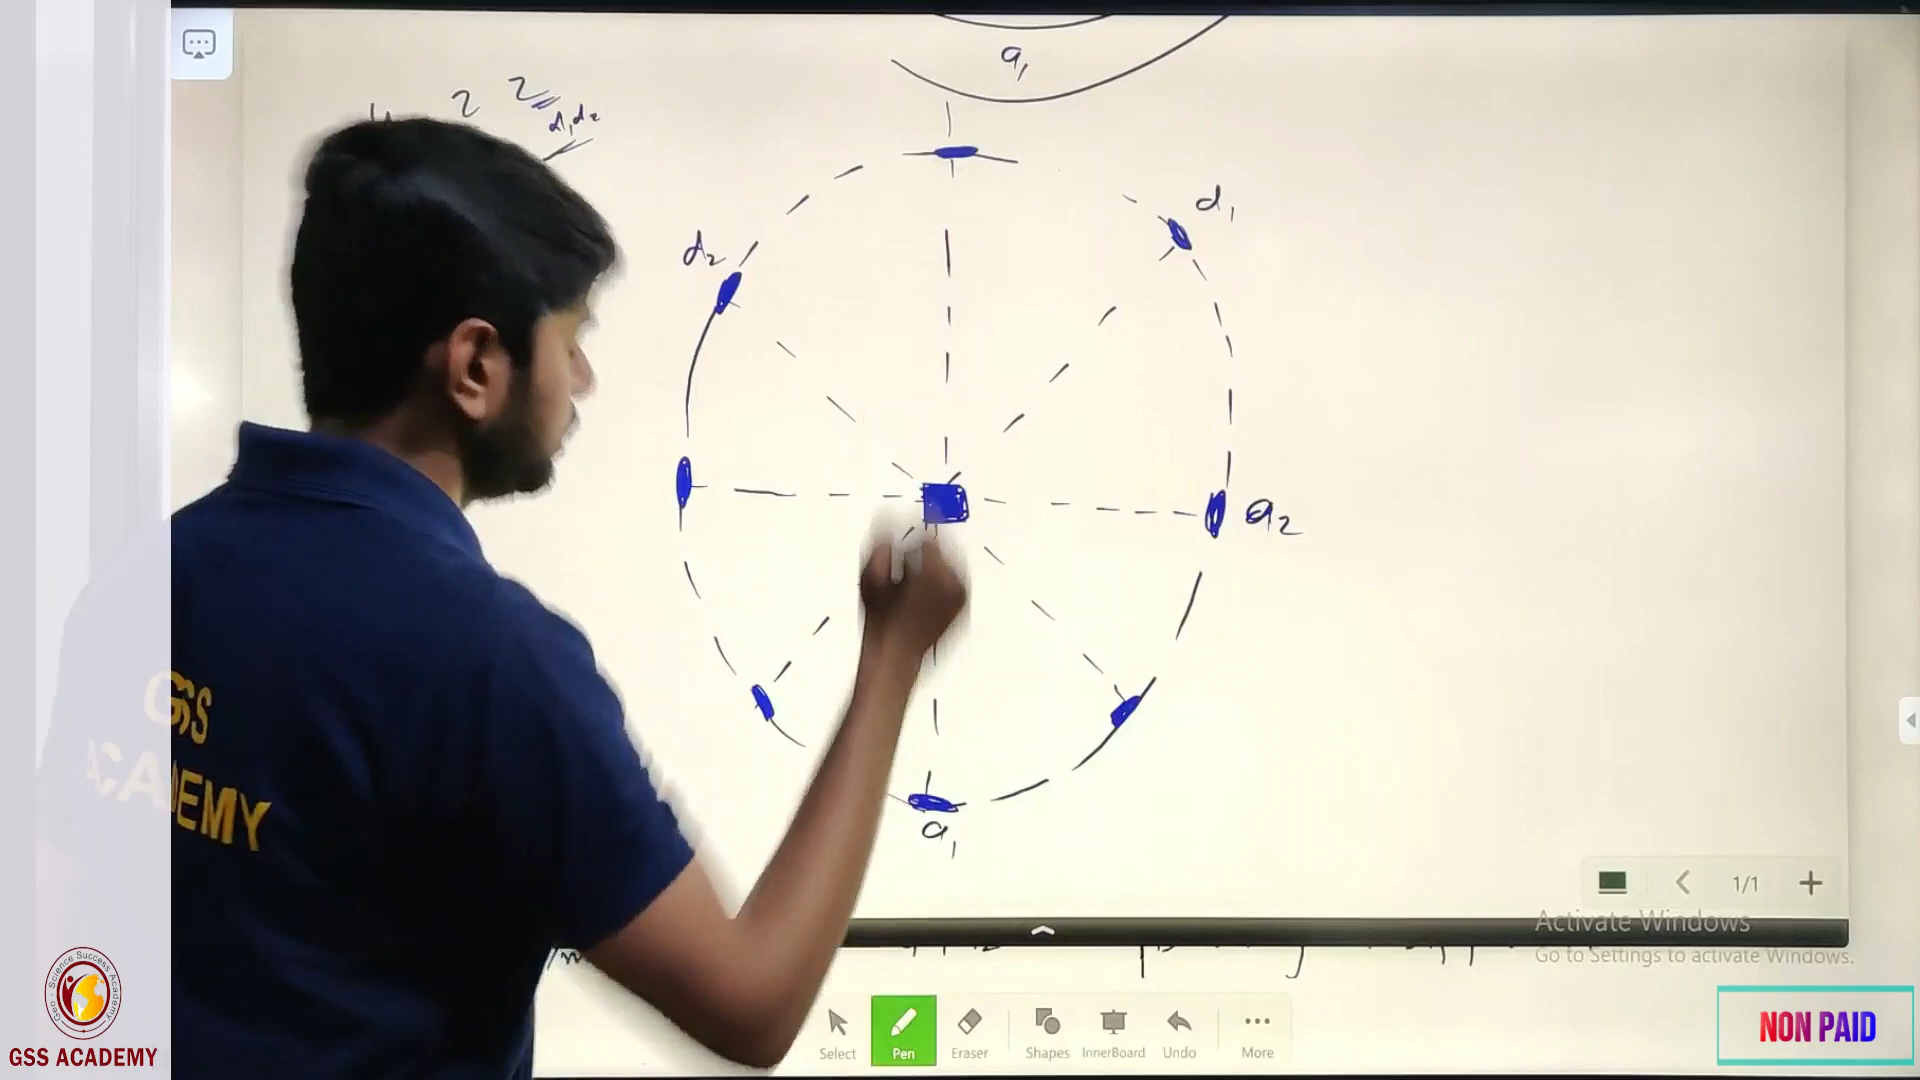 a₁
2 2
d₁d₂
d₁
d₂
a₂
a₁
1/1
Activate Windows
Go to Settings to activate Windows.
Select Pen Eraser Shapes InnerBoard Undo More
GSS
ACADEMY
Geo - Science Success Academy
GSS ACADEMY
NON PAID